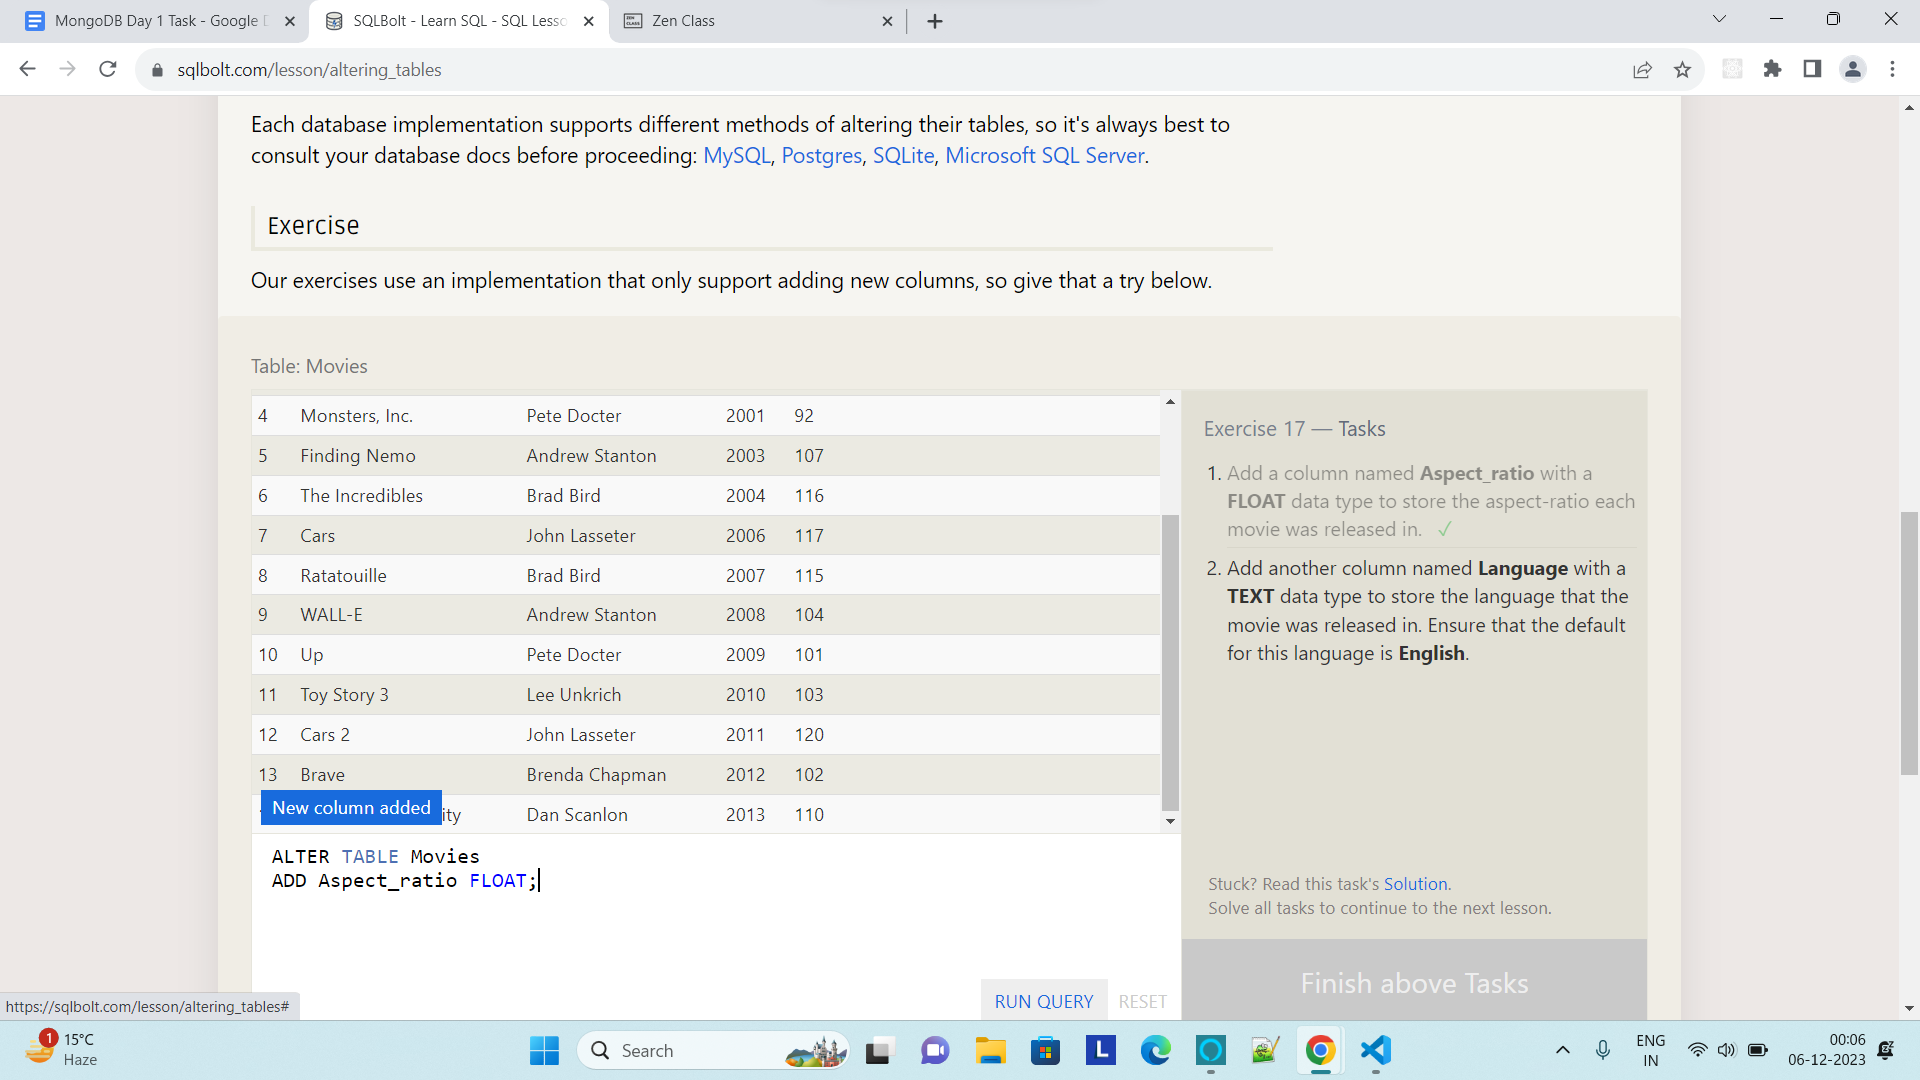 MongoDB Day 1 Task - Google
SQLBolt - Learn SQL - SQL Lesso
Zen Class
sqlbolt.com/lesson/altering_tables
Each database implementation supports different methods of altering their tables, so it's always best to
consult your database docs before proceeding: MySQL, Postgres, SQLite, Microsoft SQL Server.
Exercise
Our exercises use an implementation that only support adding new columns, so give that a try below.
Table: Movies
4 Monsters, Inc. Pete Docter 2001 92
5 Finding Nemo Andrew Stanton 2003 107
6 The Incredibles Brad Bird 2004 116
7 Cars John Lasseter 2006 117
8 Ratatouille Brad Bird 2007 115
9 WALL-E Andrew Stanton 2008 104
10 Up Pete Docter 2009 101
11 Toy Story 3 Lee Unkrich 2010 103
12 Cars 2 John Lasseter 2011 120
13 Brave Brenda Chapman 2012 102
New column added
ity Dan Scanlon 2013 110
ALTER TABLE Movies
ADD Aspect_ratio FLOAT;
RUN QUERY RESET
Exercise 17 — Tasks
1. Add a column named Aspect_ratio with a
FLOAT data type to store the aspect-ratio each
movie was released in. ✓
2. Add another column named Language with a
TEXT data type to store the language that the
movie was released in. Ensure that the default
for this language is English.
Stuck? Read this task's Solution.
Solve all tasks to continue to the next lesson.
Finish above Tasks
https://sqlbolt.com/lesson/altering_tables#
1
15°C
Haze
Search
L
ENG
IN
00:06
06-12-2023